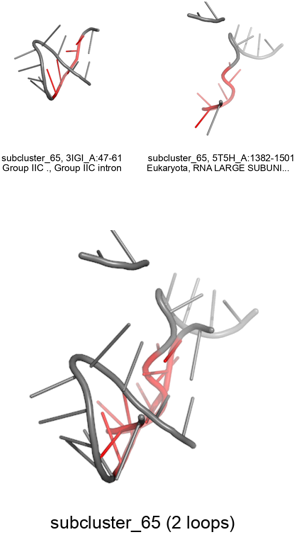 subcluster_65, 3IGI_A:47-61
Group IIC ., Group IIC intron
subcluster_65, 5T5H_A:1382-1501
Eukaryota, RNA LARGE SUBUNI...
subcluster_65 (2 loops)